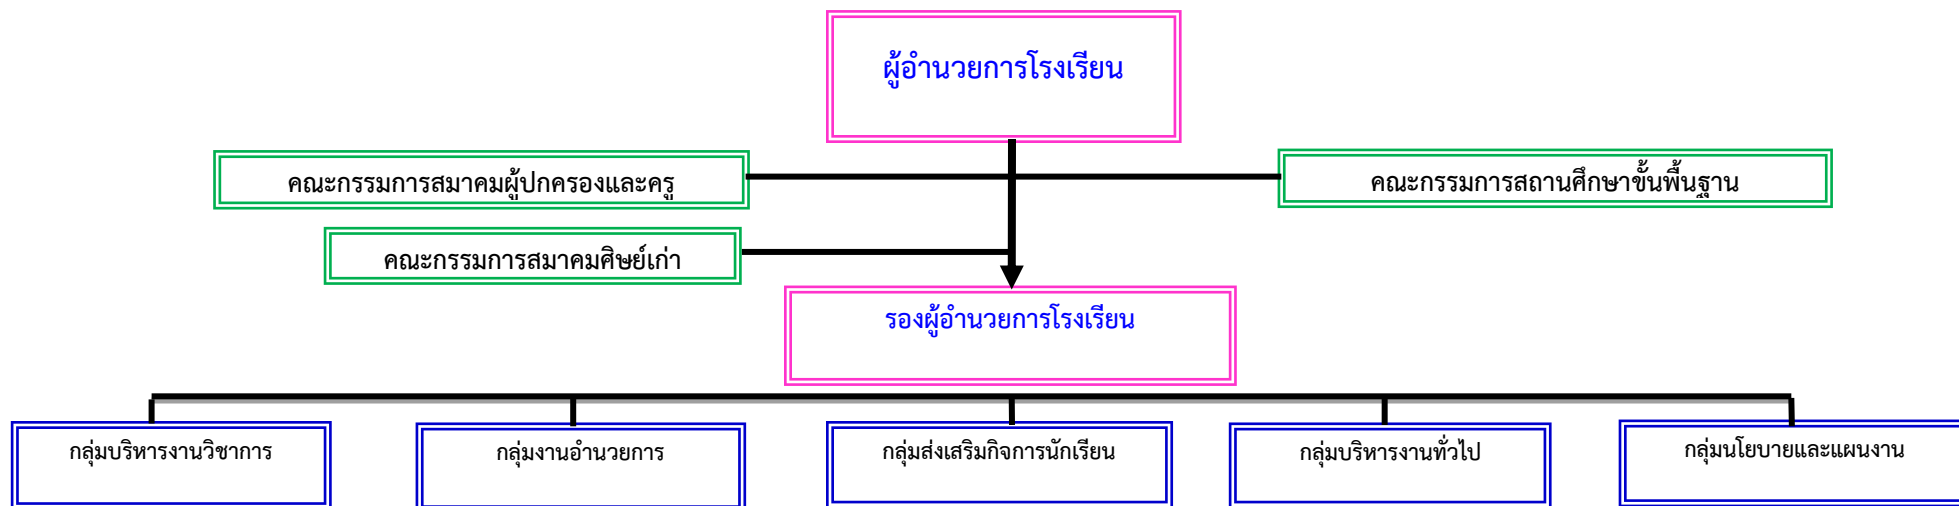 ผู้อำนวยการโรงเรียน
คณะกรรมการสมาคมผู้ปกครองและครู
คณะกรรมการสถานศึกษาขั้นพื้นฐาน
คณะกรรมการสมาคมศิษย์เก่า
รองผู้อำนวยการโรงเรียน
กลุ่มบริหารงานวิชาการ
กลุ่มงานอำนวยการ
กลุ่มส่งเสริมกิจการนักเรียน
กลุ่มบริหารงานทั่วไป
กลุ่มนโยบายและแผนงาน